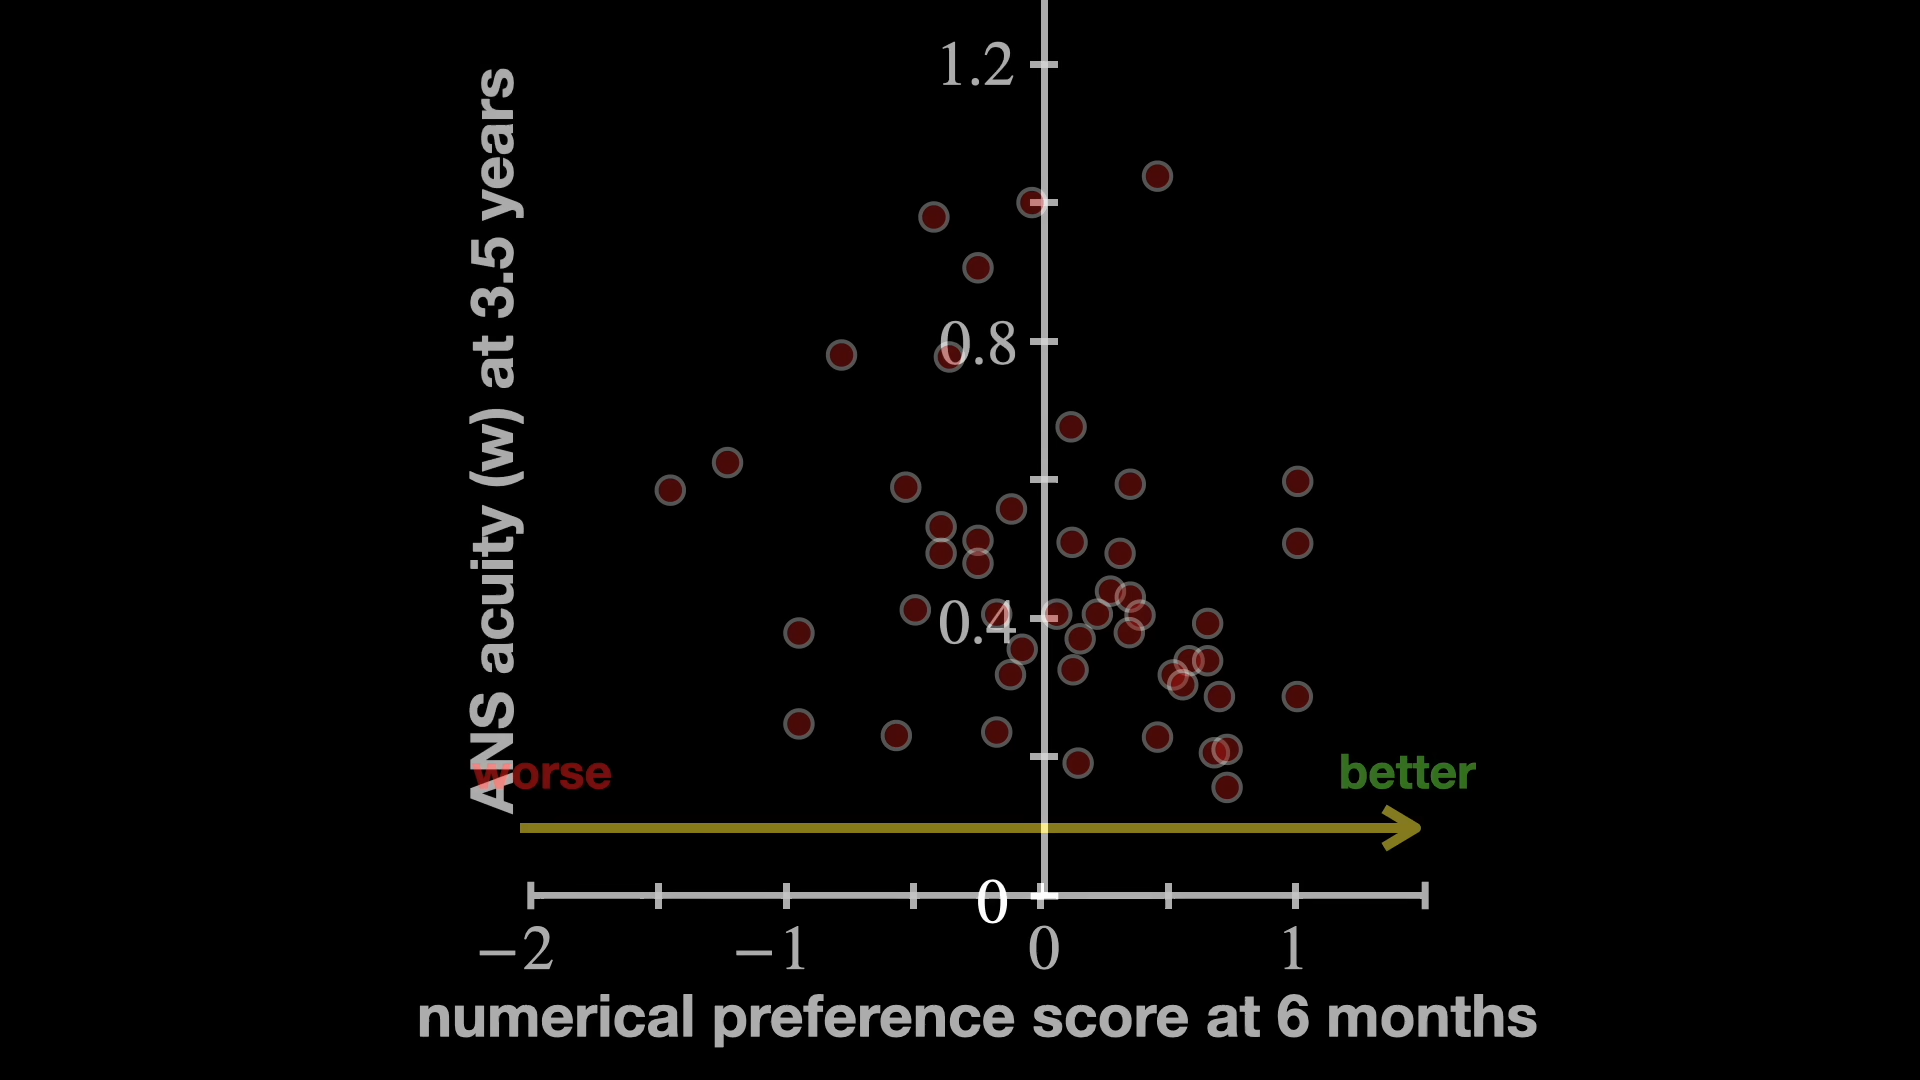 ANS acuity (w) at 3.5 years
1.2
0.8
0.4
0
worse
better
−2
−1
0
1
numerical preference score at 6 months